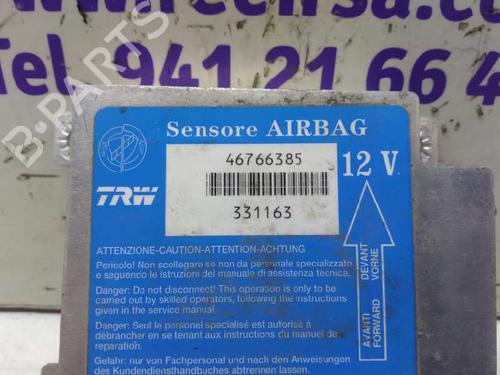 Tel. 941 21 66 4
B-PARTS
Sensore AIRBAG
46766385
12 V
TRW
331163
ATTENZIONE-CAUTION-ATTENTION-ACHTUNG
Pericolo! Non scollegare se non da personale specializzato
e seguendo le istruzioni del manuale di assistenza tecnica.
Danger: Do not disconnect! This operation is only to be
carried out by skilled operators, following the instructions
given in the service manual.
Danger: Seul le personel spécialisé est autorisé à
débrancher en se tenant aux instructions du manuel de
reparation.
Gefahr: nur von Fachpersonal und nach den Anweisungen
des Kundendiensthandbuches abtrennen lassen.
AVANTI DEVANT
FORWARD VORNE